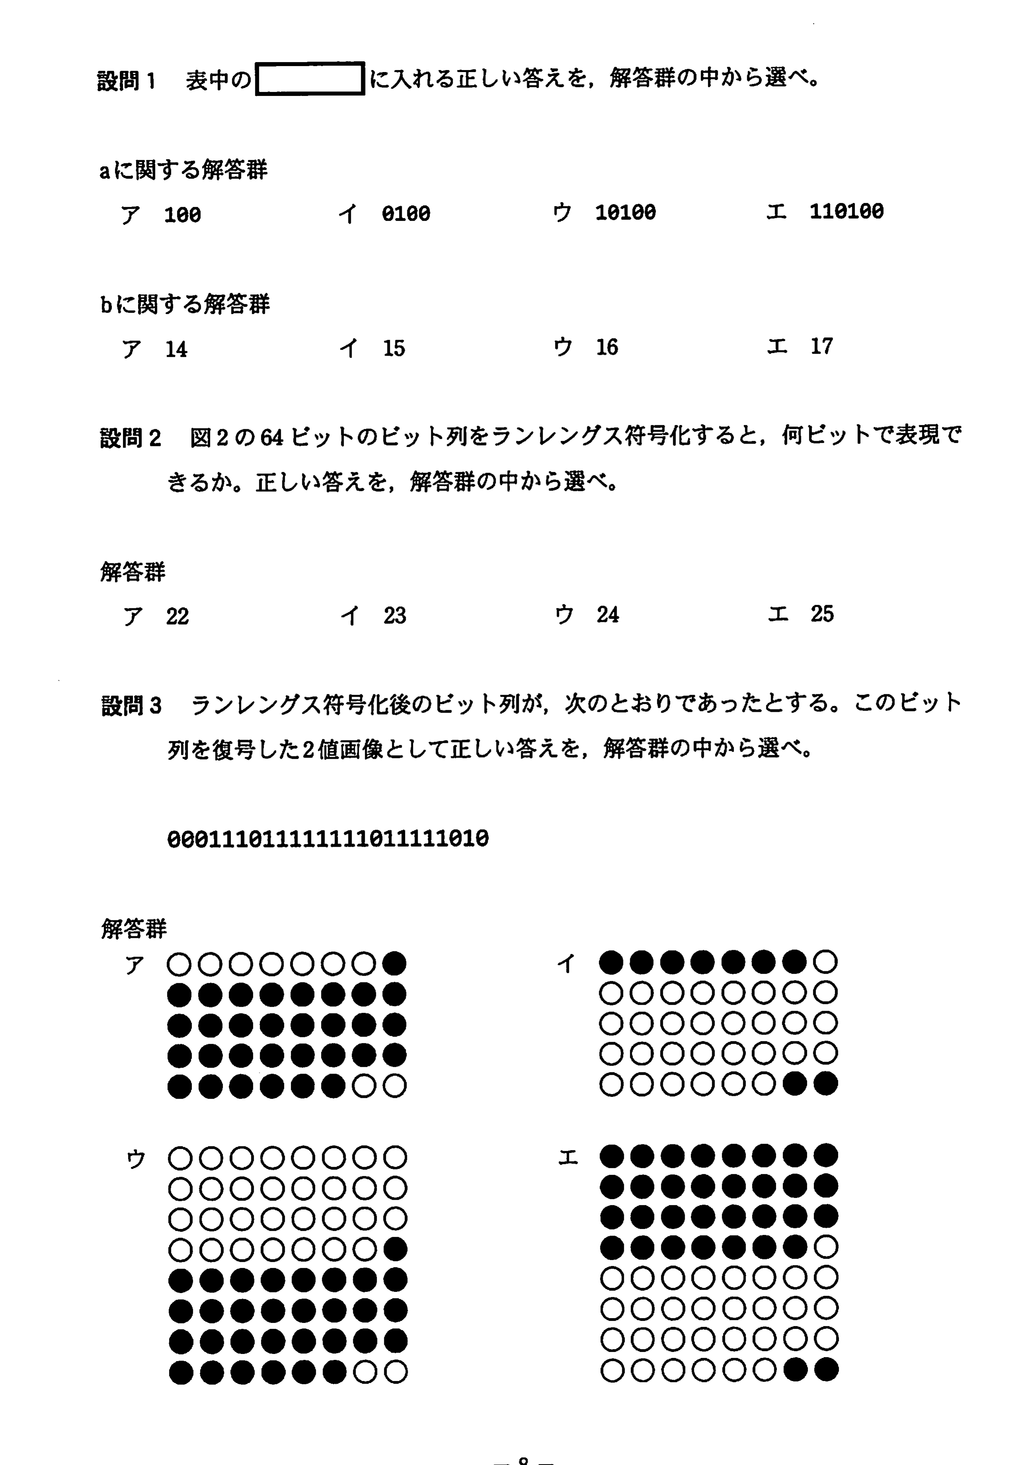 設問1 表中の に入れる正しい答えを，解答群の中から選べ。
aに関する解答群
ア 100 イ 0100 ウ 10100 エ 110100
bに関する解答群
ア 14 イ 15 ウ 16 エ 17
設問2 図2の64ビットのビット列をランレングス符号化すると，何ビットで表現で
きるか。正しい答えを，解答群の中から選べ。
解答群
ア 22 イ 23 ウ 24 エ 25
設問3 ランレングス符号化後のビット列が，次のとおりであったとする。このビット
列を復号した2値画像として正しい答えを，解答群の中から選べ。
000111011111111011111010
解答群
ア イ
ウ エ
― 8 ―